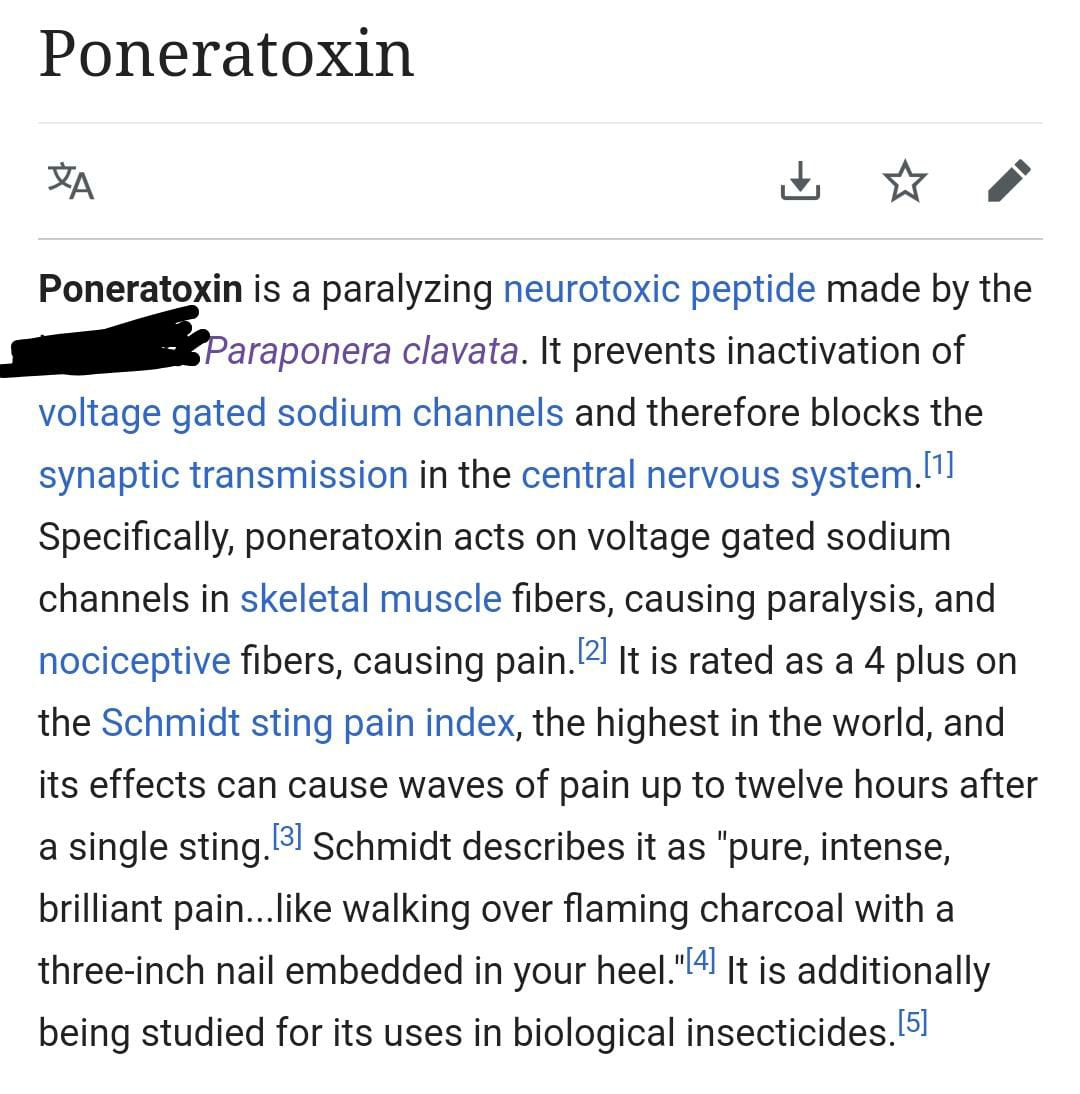 Poneratoxin
文A
Poneratoxin is a paralyzing neurotoxic peptide made by the
Paraponera clavata. It prevents inactivation of
voltage gated sodium channels and therefore blocks the
synaptic transmission in the central nervous system.[1]
Specifically, poneratoxin acts on voltage gated sodium
channels in skeletal muscle fibers, causing paralysis, and
nociceptive fibers, causing pain.[2] It is rated as a 4 plus on
the Schmidt sting pain index, the highest in the world, and
its effects can cause waves of pain up to twelve hours after
a single sting.[3] Schmidt describes it as "pure, intense,
brilliant pain...like walking over flaming charcoal with a
three-inch nail embedded in your heel."[4] It is additionally
being studied for its uses in biological insecticides.[5]